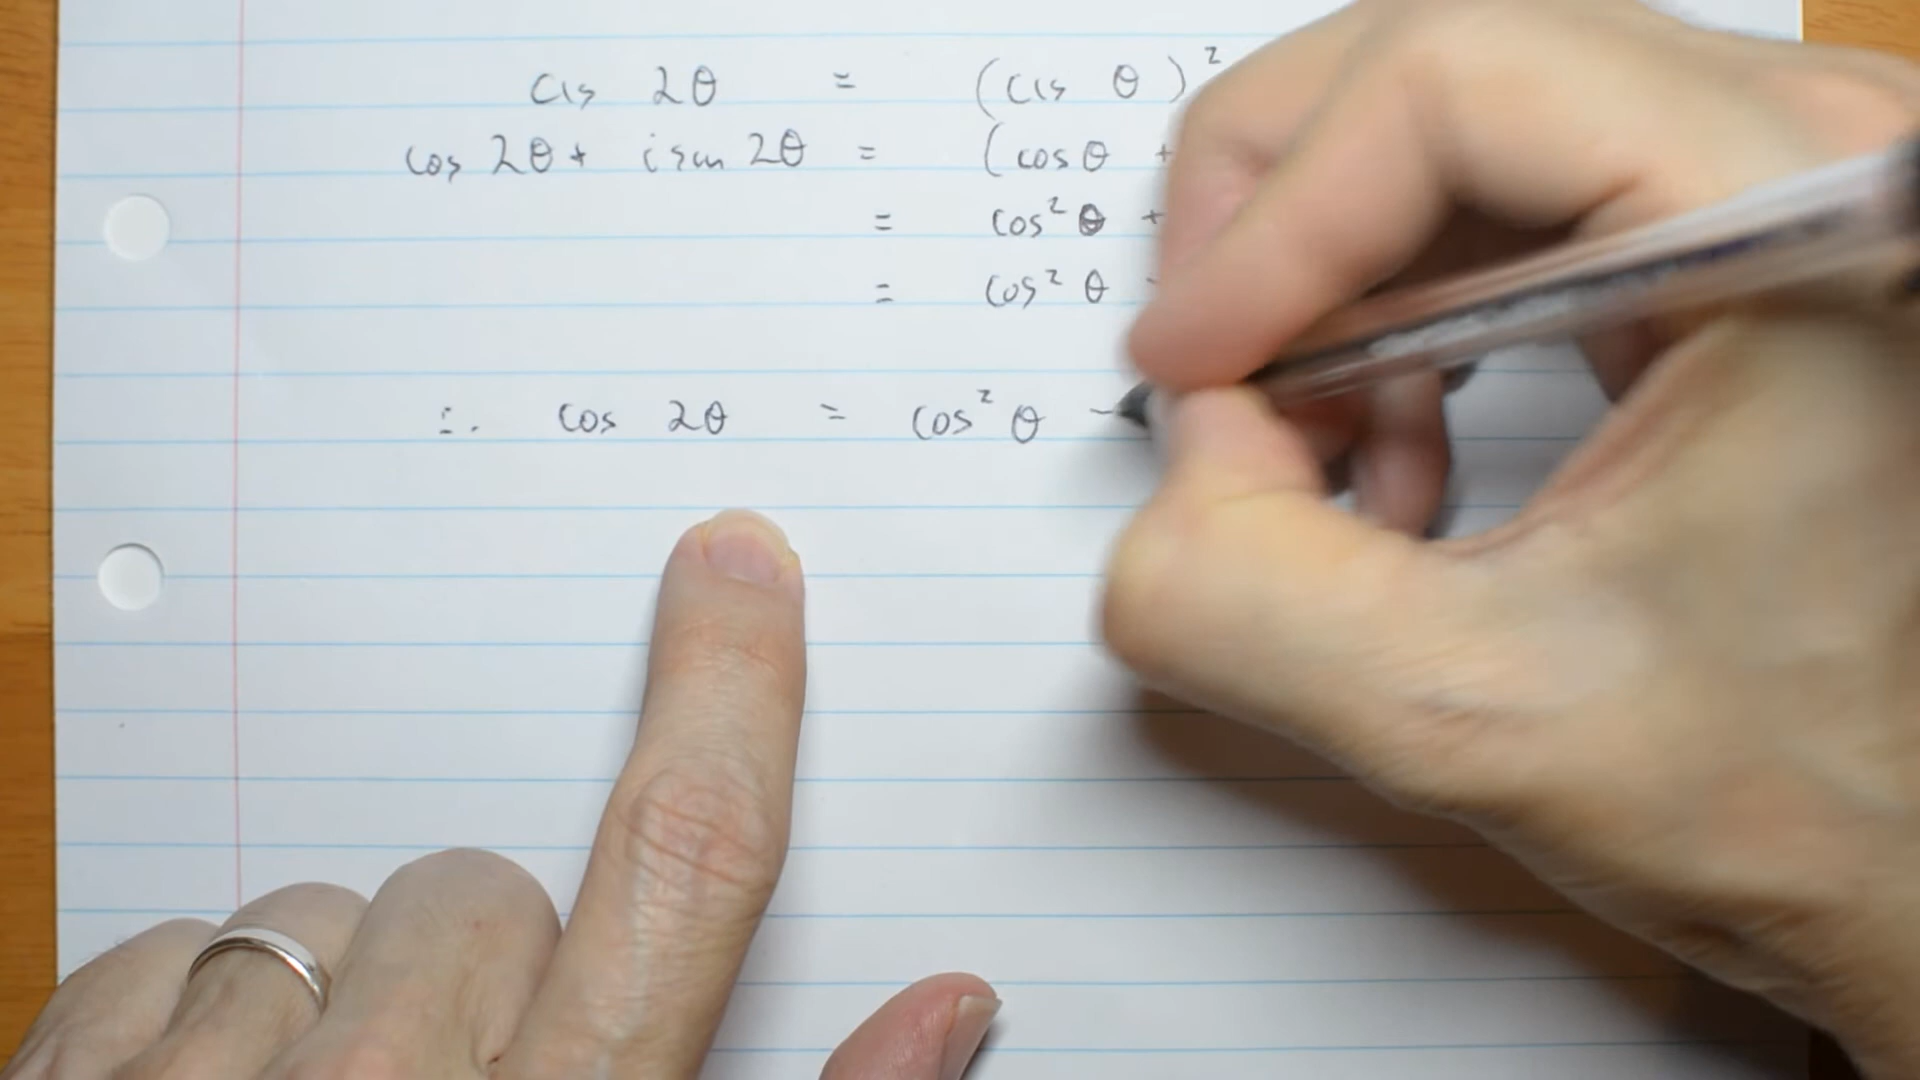 cis 2θ = (cis θ)²
cos 2θ + i sin 2θ = (cos θ +
= cos² θ +
= cos² θ -
∴ cos 2θ = cos² θ -